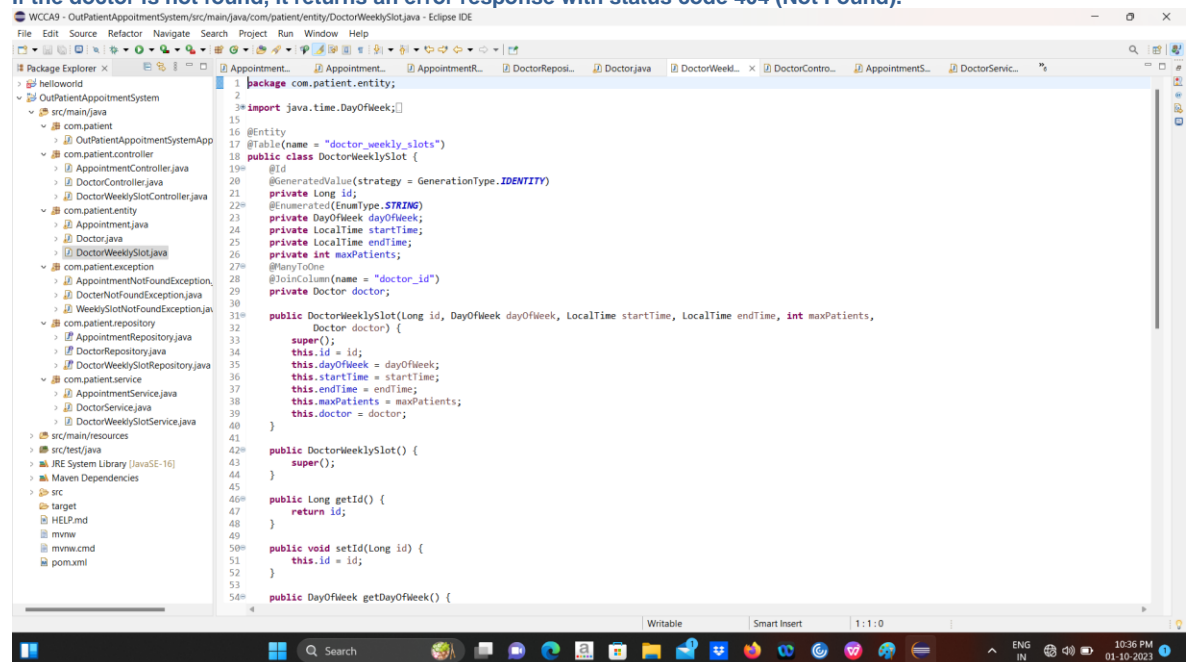 If the doctor is not found, it returns an error response with status code 404 (Not Found).
WCCA9 - OutPatientAppoitmentSystem/src/main/java/com/patient/entity/DoctorWeeklySlot.java - Eclipse IDE
File Edit Source Refactor Navigate Search Project Run Window Help
Package Explorer
Appointment... Appointment... AppointmentR... DoctorReposi... Doctor.java DoctorWeekl... DoctorContro... AppointmentS... DoctorServic...
helloworld
OutPatientAppoitmentSystem
src/main/java
com.patient
OutPatientAppoitmentSystemApp
com.patient.controller
AppointmentController.java
DoctorController.java
DoctorWeeklySlotController.java
com.patient.entity
Appointment.java
Doctor.java
DoctorWeeklySlot.java
com.patient.exception
AppointmentNotFoundException.
DocterNotFoundException.java
WeeklySlotNotFoundException.jav
com.patient.repository
AppointmentRepository.java
DoctorRepository.java
DoctorWeeklySlotRepository.java
com.patient.service
AppointmentService.java
DoctorService.java
DoctorWeeklySlotService.java
src/main/resources
src/test/java
JRE System Library [JavaSE-16]
Maven Dependencies
src
target
HELP.md
mvnw
mvnw.cmd
pom.xml
1 package com.patient.entity;
2
3 import java.time.DayOfWeek;
15
16 @Entity
17 @Table(name = "doctor_weekly_slots")
18 public class DoctorWeeklySlot {
19 @Id
20 @GeneratedValue(strategy = GenerationType.IDENTITY)
21 private Long id;
22 @Enumerated(EnumType.STRING)
23 private DayOfWeek dayOfWeek;
24 private LocalTime startTime;
25 private LocalTime endTime;
26 private int maxPatients;
27 @ManyToOne
28 @JoinColumn(name = "doctor_id")
29 private Doctor doctor;
30
31 public DoctorWeeklySlot(Long id, DayOfWeek dayOfWeek, LocalTime startTime, LocalTime endTime, int maxPatients,
32 Doctor doctor) {
33 super();
34 this.id = id;
35 this.dayOfWeek = dayOfWeek;
36 this.startTime = startTime;
37 this.endTime = endTime;
38 this.maxPatients = maxPatients;
39 this.doctor = doctor;
40 }
41
42 public DoctorWeeklySlot() {
43 super();
44 }
45
46 public Long getId() {
47 return id;
48 }
49
50 public void setId(Long id) {
51 this.id = id;
52 }
53
54 public DayOfWeek getDayOfWeek() {
Writable Smart Insert 1 : 1 : 0
Search
ENG
IN
10:36 PM
01-10-2023